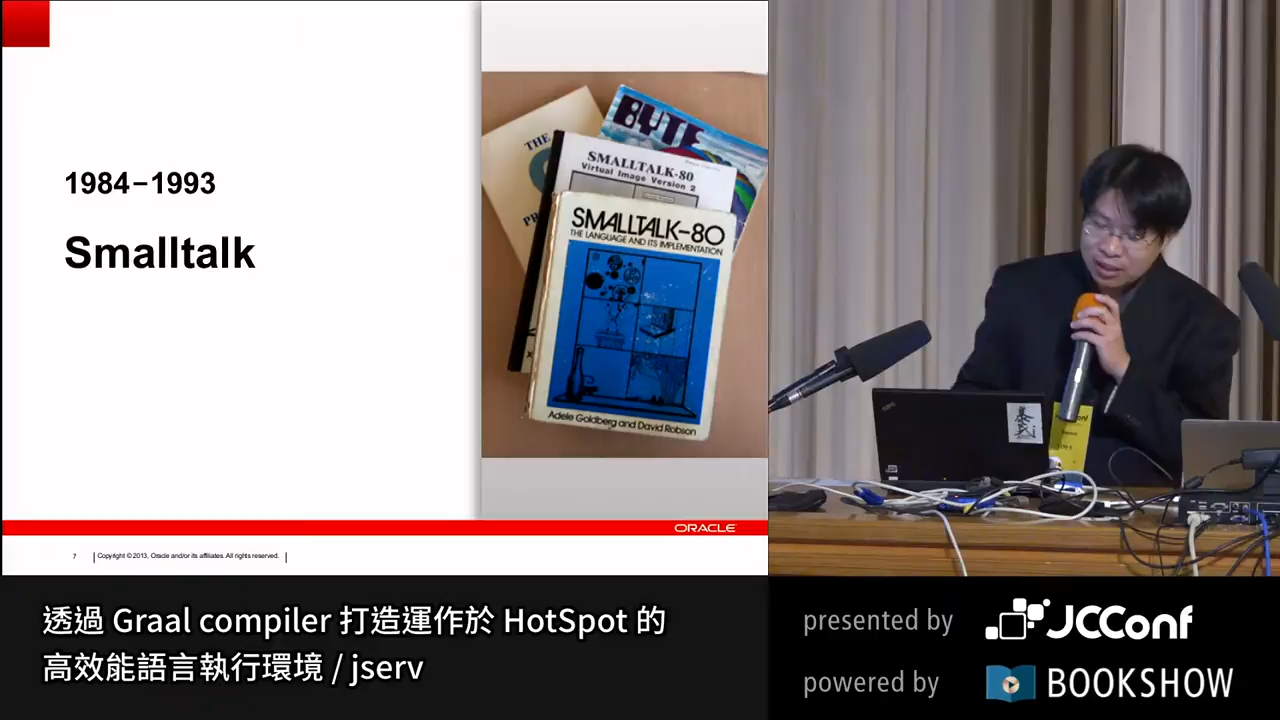 1984–1993
Smalltalk
BYTE
THE
SMALLTALK-80
Virtual Image Version 2
SMALLTALK-80
THE LANGUAGE AND ITS IMPLEMENTATION
Adele Goldberg and David Robson
ORACLE
7
Copyright © 2013, Oracle and/or its affiliates. All rights reserved.
透過 Graal compiler 打造運作於 HotSpot 的
高效能語言執行環境 / jserv
presented by
JCConf
powered by
BOOKSHOW